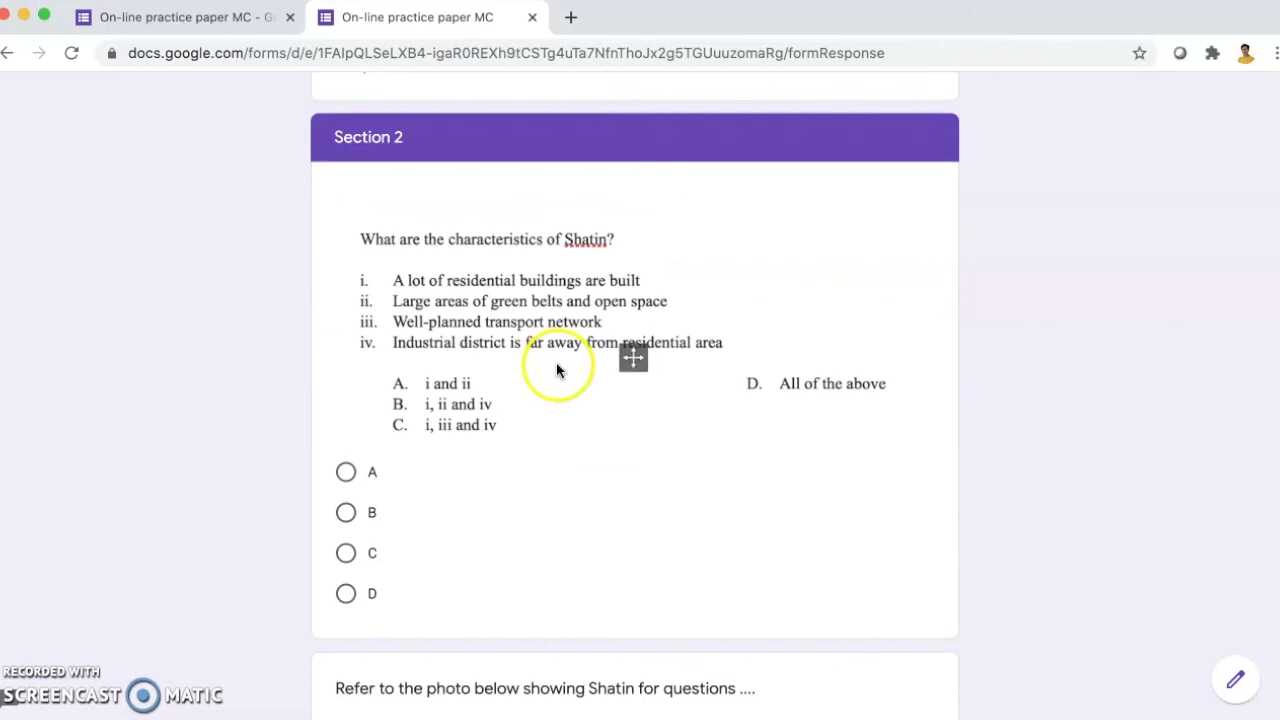 On-line practice paper MC - G
On-line practice paper MC
docs.google.com/forms/d/e/1FAIpQLSeLXB4-igaR0REXh9tCSTg4uTa7NfnThoJx2g5TGUuuzomaRg/formResponse
Section 2
What are the characteristics of Shatin?
i. A lot of residential buildings are built
ii. Large areas of green belts and open space
iii. Well-planned transport network
iv. Industrial district is far away from residential area
A. i and ii
D. All of the above
B. i, ii and iv
C. i, iii and iv
A
B
C
D
Refer to the photo below showing Shatin for questions ....
RECORDED WITH
SCREENCAST MATIC